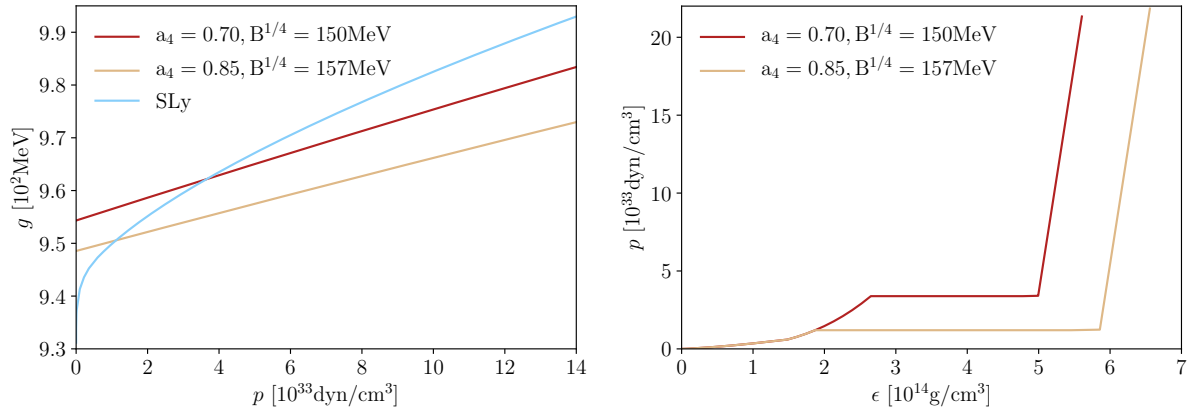 9.9
9.8
9.7
9.6
9.5
9.4
9.3
g [10²MeV]
a₄ = 0.70, B^{1/4} = 150MeV
a₄ = 0.85, B^{1/4} = 157MeV
SLy
0 2 4 6 8 10 12 14
p [10³³dyn/cm³]
20
15
10
5
0
p [10³³dyn/cm³]
a₄ = 0.70, B^{1/4} = 150MeV
a₄ = 0.85, B^{1/4} = 157MeV
0 1 2 3 4 5 6 7
ϵ [10¹⁴g/cm³]